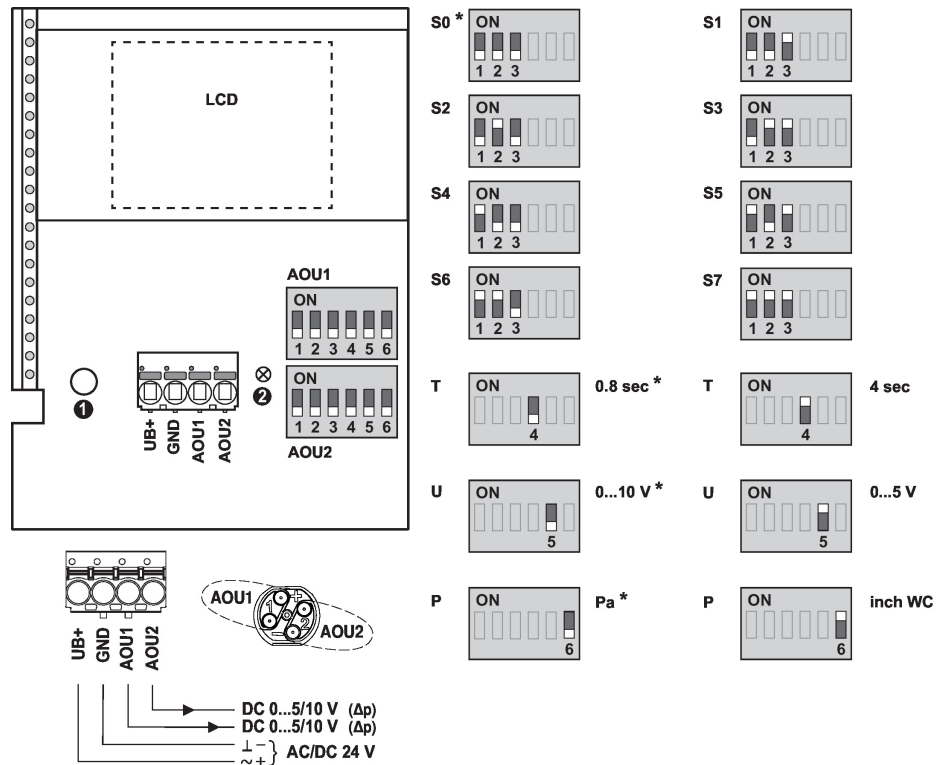 LCD
AOU1
ON
1 2 3 4 5 6
ON
1 2 3 4 5 6
AOU2
1
2
UB+
GND
AOU1
AOU2
UB+
GND
AOU1
AOU2
AOU1
1
+
2
−
AOU2
DC 0...5/10 V (Δp)
DC 0...5/10 V (Δp)
⊥ −
~ +
} AC/DC 24 V
S0 *
ON
1 2 3
S1
ON
1 2 3
S2
ON
1 2 3
S3
ON
1 2 3
S4
ON
1 2 3
S5
ON
1 2 3
S6
ON
1 2 3
S7
ON
1 2 3
T
ON
4
0.8 sec *
T
ON
4
4 sec
U
ON
5
0...10 V *
U
ON
5
0...5 V
P
ON
6
Pa *
P
ON
6
inch WC